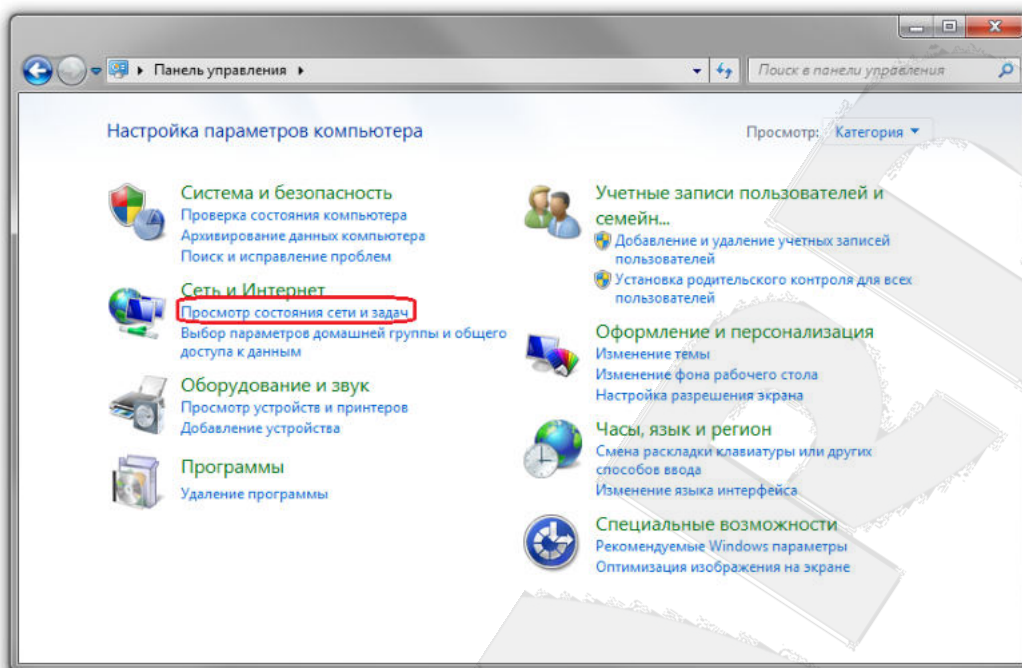 Панель управления
Поиск в панели управления
Настройка параметров компьютера
Просмотр: Категория
Система и безопасность
Проверка состояния компьютера
Архивирование данных компьютера
Поиск и исправление проблем
Сеть и Интернет
Просмотр состояния сети и задач
Выбор параметров домашней группы и общего
доступа к данным
Оборудование и звук
Просмотр устройств и принтеров
Добавление устройства
Программы
Удаление программы
Учетные записи пользователей и
семейн...
Добавление и удаление учетных записей
пользователей
Установка родительского контроля для всех
пользователей
Оформление и персонализация
Изменение темы
Изменение фона рабочего стола
Настройка разрешения экрана
Часы, язык и регион
Смена раскладки клавиатуры или других
способов ввода
Изменение языка интерфейса
Специальные возможности
Рекомендуемые Windows параметры
Оптимизация изображения на экране